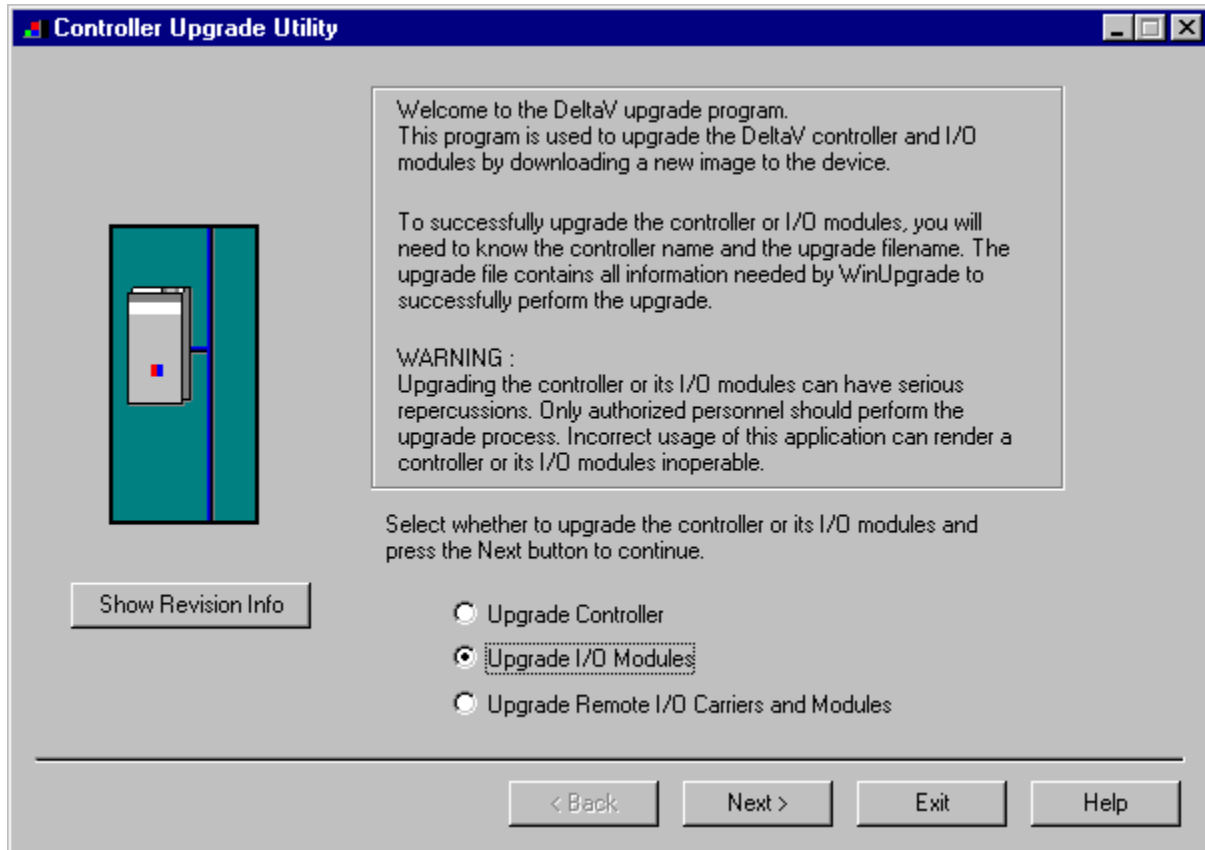 Controller Upgrade Utility
Welcome to the DeltaV upgrade program.
This program is used to upgrade the DeltaV controller and I/O
modules by downloading a new image to the device.
To successfully upgrade the controller or I/O modules, you will
need to know the controller name and the upgrade filename. The
upgrade file contains all information needed by WinUpgrade to
successfully perform the upgrade.
WARNING :
Upgrading the controller or its I/O modules can have serious
repercussions. Only authorized personnel should perform the
upgrade process. Incorrect usage of this application can render a
controller or its I/O modules inoperable.
Select whether to upgrade the controller or its I/O modules and
press the Next button to continue.
Show Revision Info
Upgrade Controller
Upgrade I/O Modules
Upgrade Remote I/O Carriers and Modules
< Back
Next >
Exit
Help